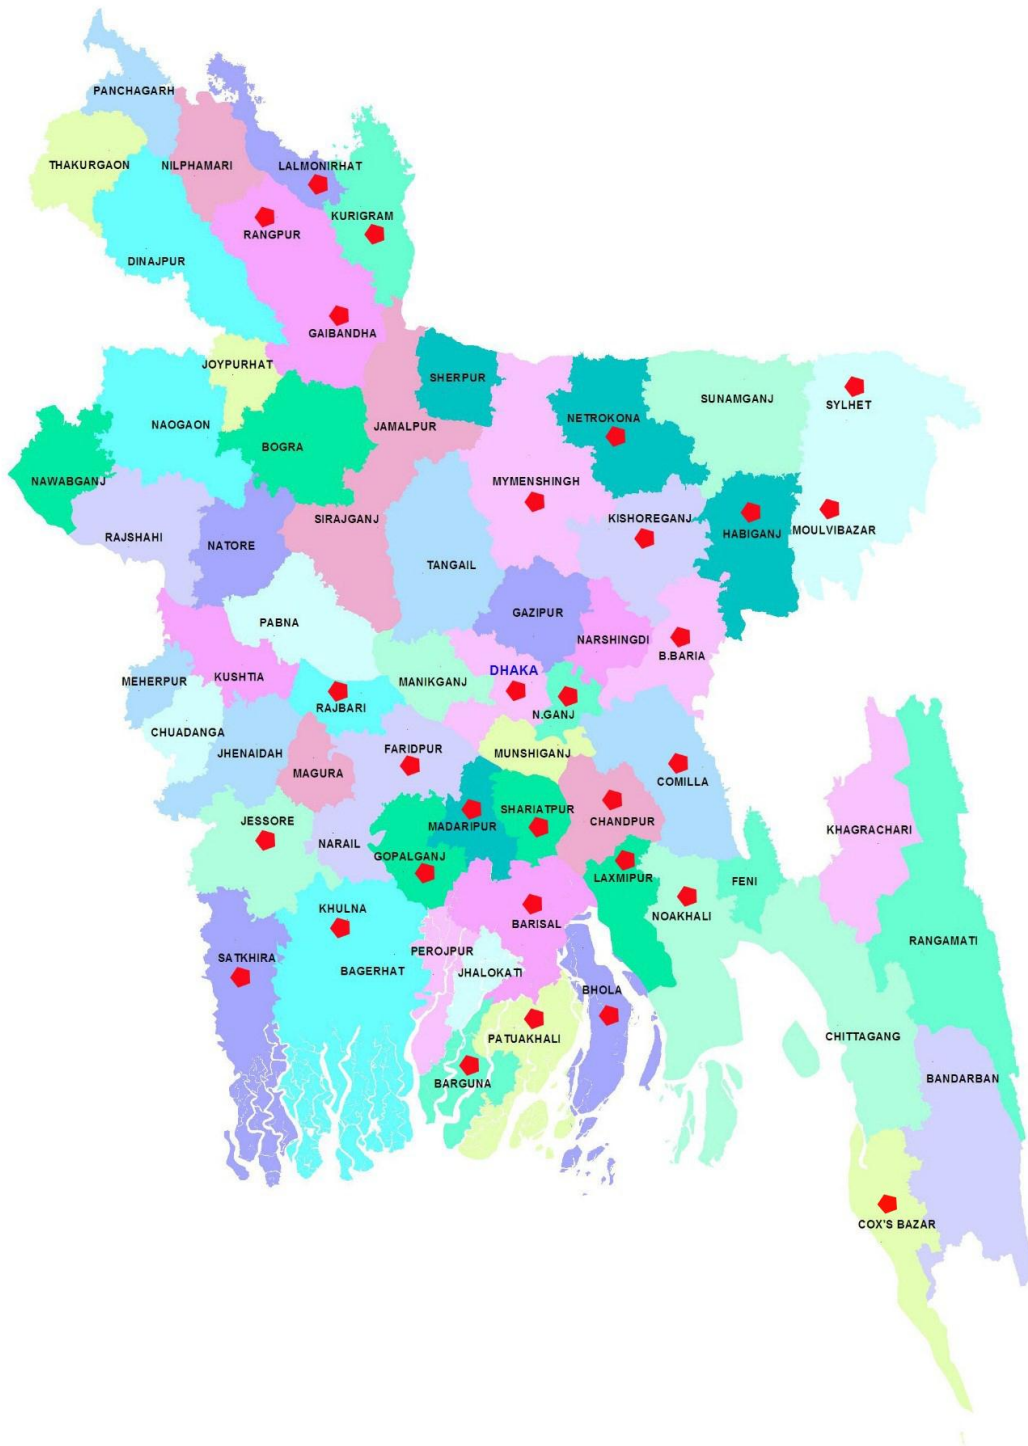 PANCHAGARH
THAKURGAON
NILPHAMARI
LALMONIRHAT
KURIGRAM
RANGPUR
DINAJPUR
GAIBANDHA
JOYPURHAT
SHERPUR
SUNAMGANJ
SYLHET
NAOGAON
NETROKONA
JAMALPUR
BOGRA
NAWABGANJ
MYMENSHINGH
KISHOREGANJ
SIRAJGANJ
HABIGANJ
MOULVIBAZAR
RAJSHAHI
NATORE
TANGAIL
GAZIPUR
PABNA
NARSHINGDI
B.BARIA
DHAKA
MEHERPUR
KUSHTIA
MANIKGANJ
RAJBARI
N.GANJ
CHUADANGA
FARIDPUR
JHENAIDAH
MUNSHIGANJ
MAGURA
COMILLA
SHARIATPUR
JESSORE
MADARIPUR
CHANDPUR
KHAGRACHARI
NARAIL
GOPALGANJ
LAXMIPUR
FENI
NOAKHALI
KHULNA
BARISAL
RANGAMATI
PEROJPUR
SATKHIRA
BAGERHAT
JHALOKATI
BHOLA
PATUAKHALI
CHITTAGANG
BARGUNA
BANDARBAN
COX'S BAZAR